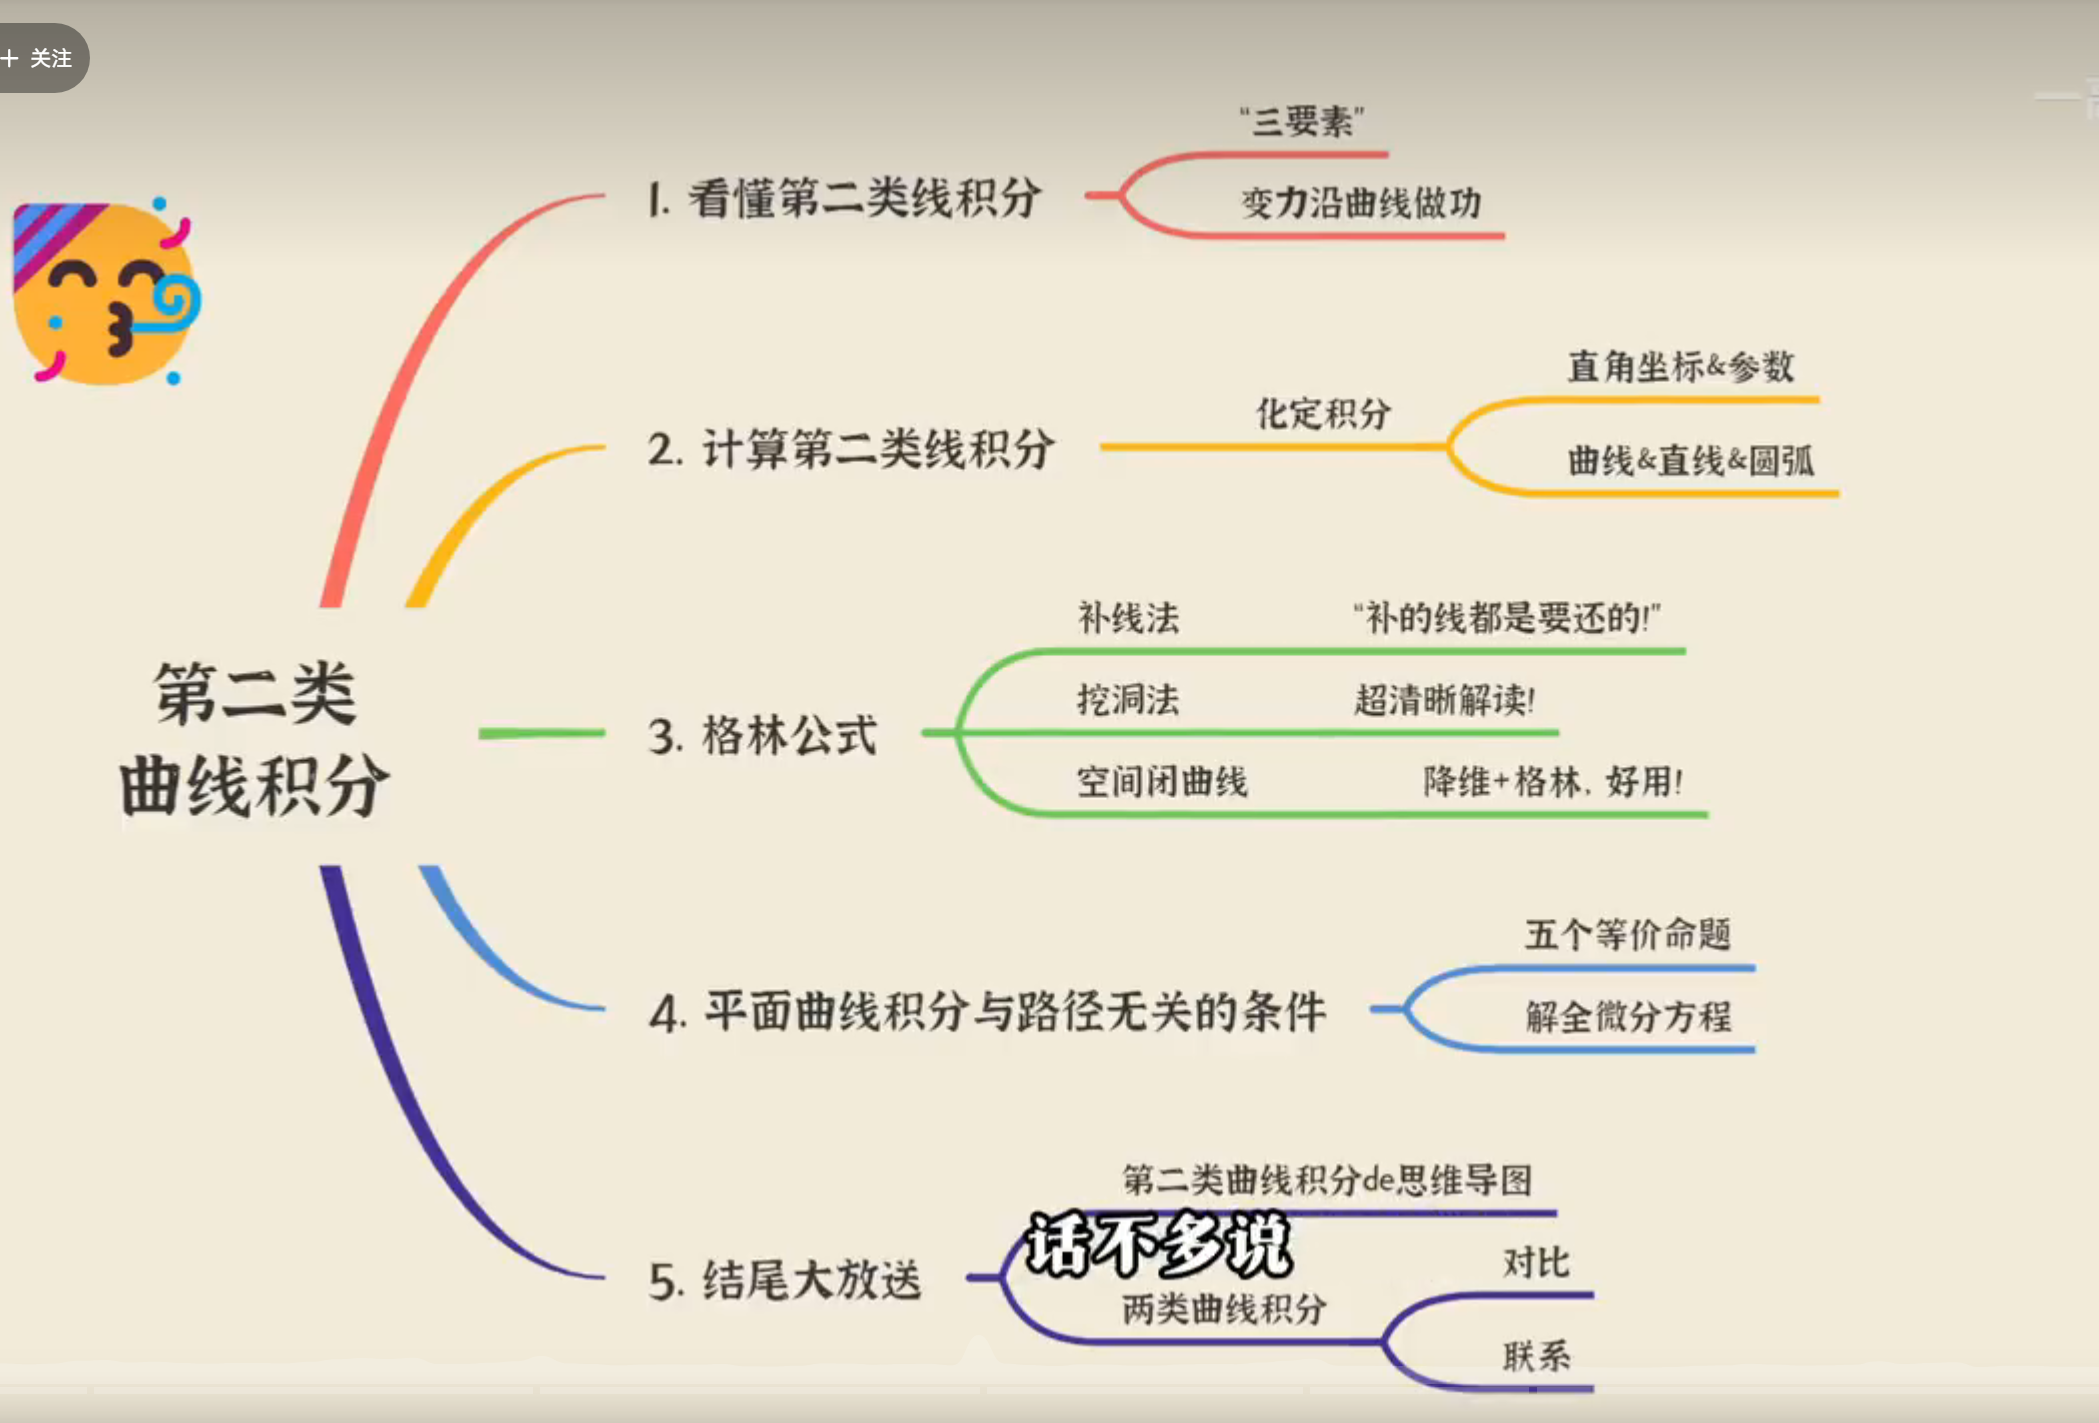 + 关注
“三要素”
1. 看懂第二类线积分
变力沿曲线做功
直角坐标&参数
化定积分
2. 计算第二类线积分
曲线&直线&圆弧
补线法 “补的线都是要还的!”
挖洞法 超清晰解读!
3. 格林公式
空间闭曲线 降维+格林, 好用!
第二类
曲线积分
五个等价命题
4. 平面曲线积分与路径无关的条件
解全微分方程
第二类曲线积分de思维导图
话不多说
5. 结尾大放送
对比
两类曲线积分
联系